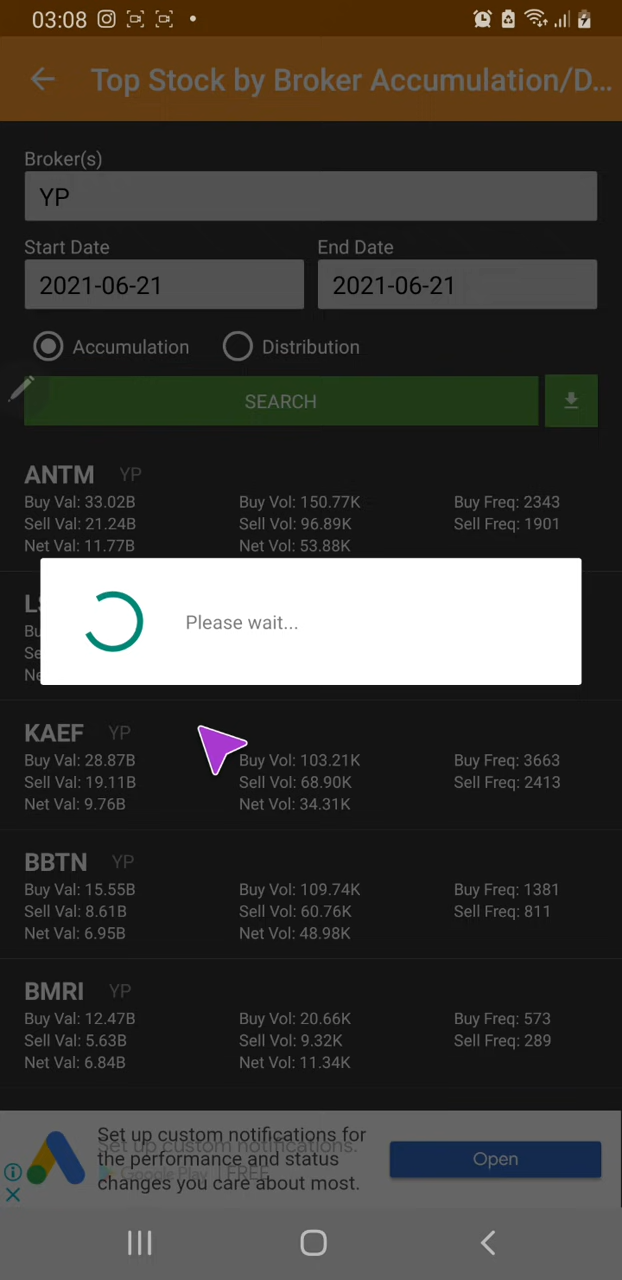 03:08
Top Stock by Broker Accumulation/D...
Broker(s)
YP
Start Date
End Date
2021-06-21
2021-06-21
Accumulation
Distribution
SEARCH
ANTM YP
Buy Val: 33.02B Buy Vol: 150.77K Buy Freq: 2343
Sell Val: 21.24B Sell Vol: 96.89K Sell Freq: 1901
Net Val: 11.77B Net Vol: 53.88K
Please wait...
KAEF YP
Buy Val: 28.87B Buy Vol: 103.21K Buy Freq: 3663
Sell Val: 19.11B Sell Vol: 68.90K Sell Freq: 2413
Net Val: 9.76B Net Vol: 34.31K
BBTN YP
Buy Val: 15.55B Buy Vol: 109.74K Buy Freq: 1381
Sell Val: 8.61B Sell Vol: 60.76K Sell Freq: 811
Net Val: 6.95B Net Vol: 48.98K
BMRI YP
Buy Val: 12.47B Buy Vol: 20.66K Buy Freq: 573
Sell Val: 5.63B Sell Vol: 9.32K Sell Freq: 289
Net Val: 6.84B Net Vol: 11.34K
Set up custom notifications for
Set up custom notifications.
the performance and status
Google Play | FREE
changes you care about most.
Open